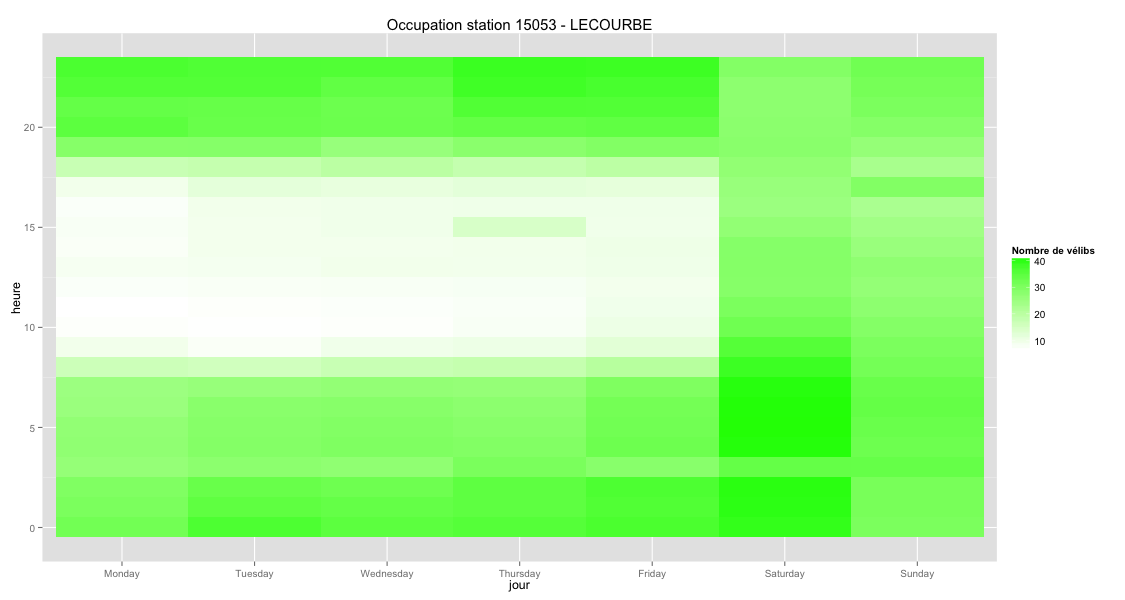 Occupation station 15053 - LECOURBE
heure
20
15
10
5
0
Monday Tuesday Wednesday Thursday Friday Saturday Sunday
jour
Nombre de vélibs
40
30
20
10